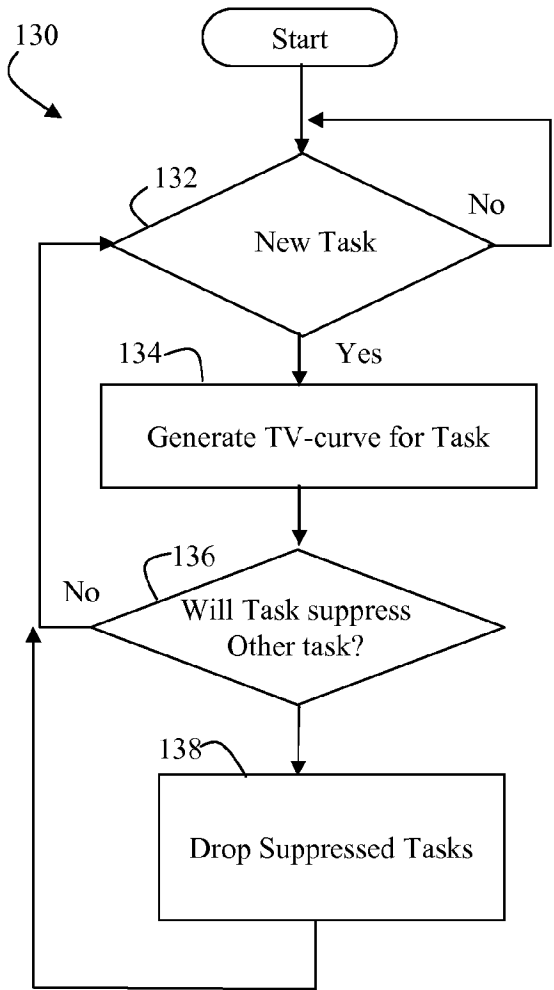 130
Start
132
New Task
No
134
Yes
Generate TV-curve for Task
136
No
Will Task suppress
Other task?
138
Drop Suppressed Tasks